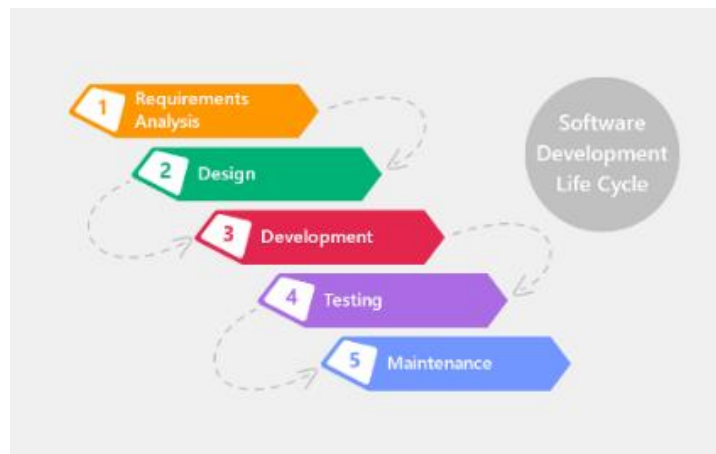 1
Requirements
Analysis
2
Design
3
Development
4
Testing
5
Maintenance
Software
Development
Life Cycle